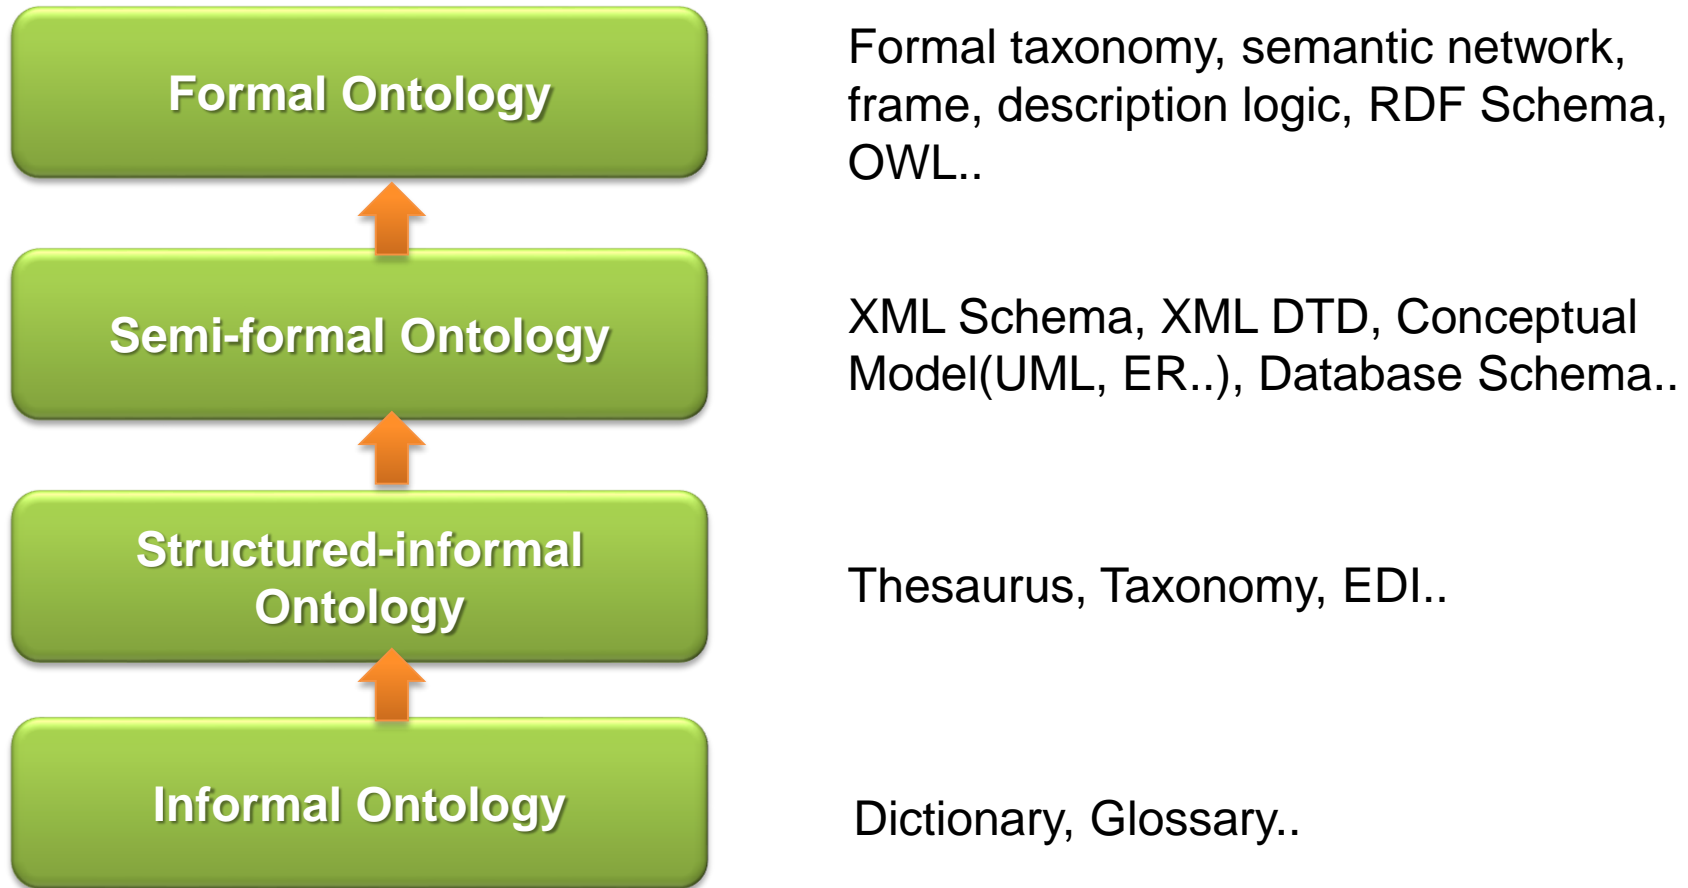 Formal Ontology
Formal taxonomy, semantic network,
frame, description logic, RDF Schema,
OWL..
Semi-formal Ontology
XML Schema, XML DTD, Conceptual
Model(UML, ER..), Database Schema..
Structured-informal
Ontology
Thesaurus, Taxonomy, EDI..
Informal Ontology
Dictionary, Glossary..